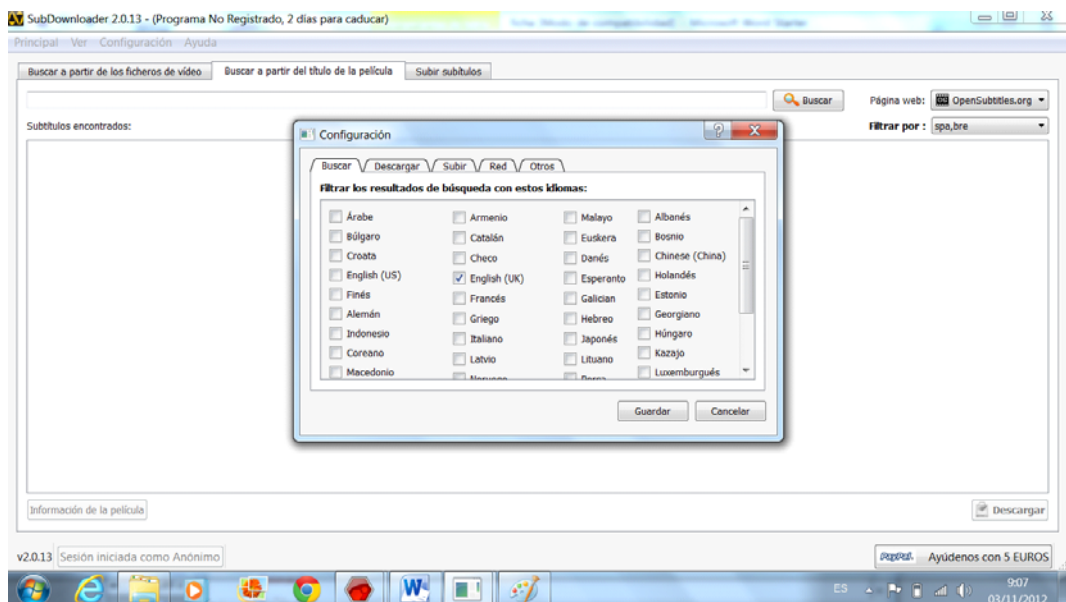 SubDownloader 2.0.13 - (Programa No Registrado, 2 días para caducar)
Principal Ver Configuración Ayuda
Buscar a partir de los ficheros de vídeo Buscar a partir del título de la película Subir subtítulos
Buscar Página web: OpenSubtitles.org
Subtítulos encontrados: Filtrar por : spa,bre
Configuración
Buscar Descargar Subir Red Otros
Filtrar los resultados de búsqueda con estos idiomas:
Árabe Armenio Malayo Albanés
Búlgaro Catalán Euskera Bosnio
Croata Checo Danés Chinese (China)
English (US) English (UK) Esperanto Holandés
Finés Francés Galician Estonio
Alemán Griego Hebreo Georgiano
Indonesio Italiano Japonés Húngaro
Coreano Latvio Lituano Kazajo
Macedonio Noruego Persa Luxemburgués
Guardar Cancelar
Información de la película Descargar
v2.0.13 Sesión iniciada como Anónimo PayPal Ayúdenos con 5 EUROS
ES 9:07
03/11/2012